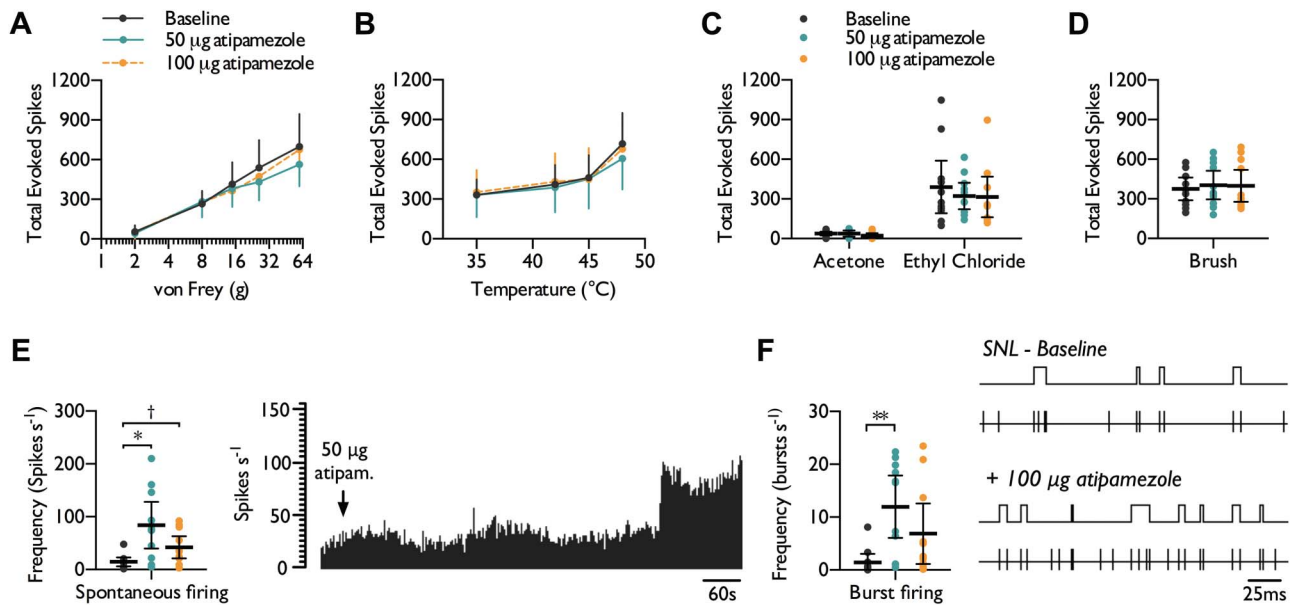 A
Baseline
50 μg atipamezole
100 μg atipamezole
Total Evoked Spikes
1200
900
600
300
0
1 2 4 8 16 32 64
von Frey (g)
B
Total Evoked Spikes
1200
900
600
300
0
35 40 45 50
Temperature (°C)
C
Baseline
50 μg atipamezole
100 μg atipamezole
Total Evoked Spikes
1200
900
600
300
0
Acetone Ethyl Chloride
D
Total Evoked Spikes
1200
900
600
300
0
Brush
E
Frequency (Spikes s⁻¹)
300
200
100
0
†
*
Spontaneous firing
Spikes s⁻¹
150
100
50
0
50 μg
atipam.
60s
F
Frequency (bursts s⁻¹)
30
20
10
0
**
Burst firing
SNL - Baseline
+ 100 μg atipamezole
25ms